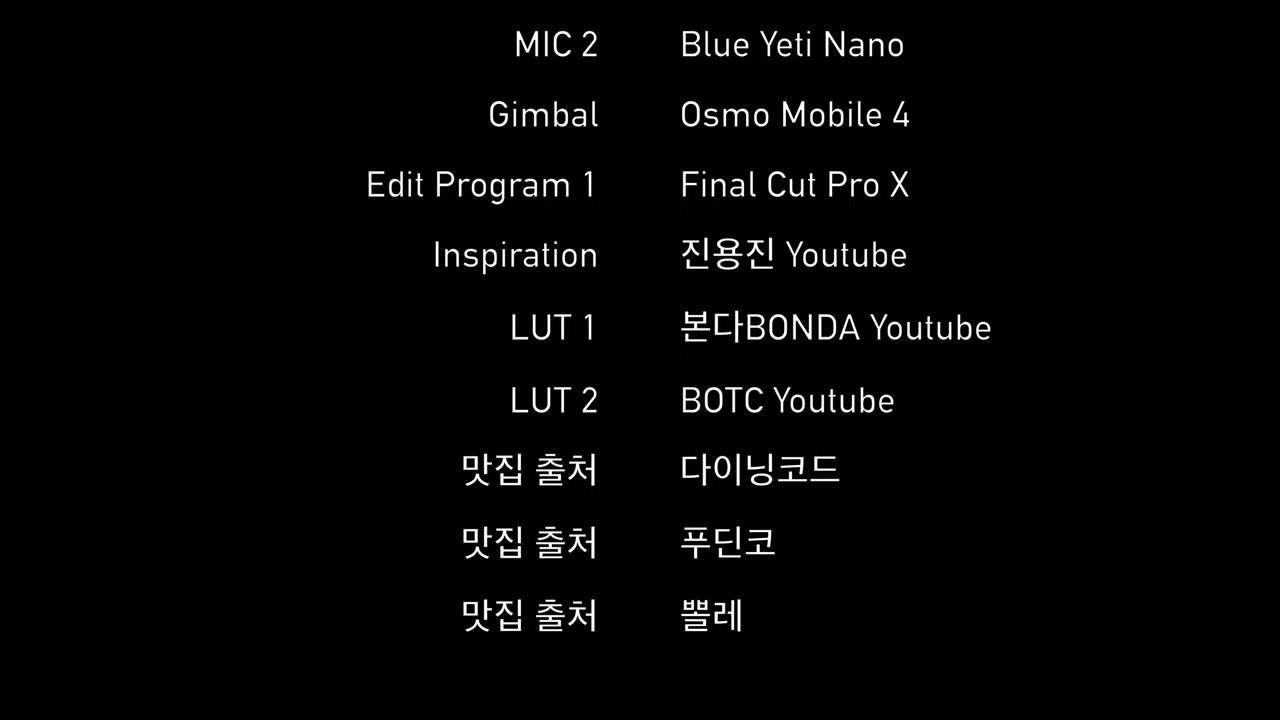 MIC 2 Blue Yeti Nano
Gimbal Osmo Mobile 4
Edit Program 1 Final Cut Pro X
Inspiration 진용진 Youtube
LUT 1 본다BONDA Youtube
LUT 2 BOTC Youtube
맛집 출처 다이닝코드
맛집 출처 푸딘코
맛집 출처 뽈레